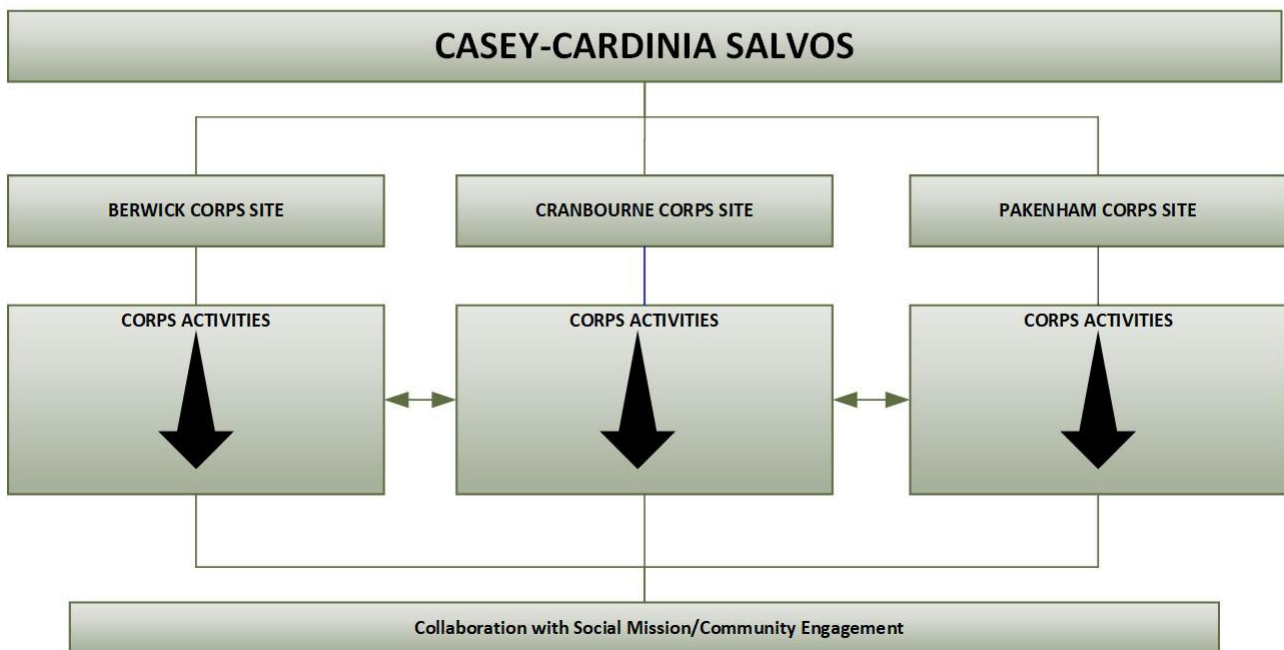 CASEY-CARDINIA SALVOS
BERWICK CORPS SITE
CRANBOURNE CORPS SITE
PAKENHAM CORPS SITE
CORPS ACTIVITIES
CORPS ACTIVITIES
CORPS ACTIVITIES
Collaboration with Social Mission/Community Engagement